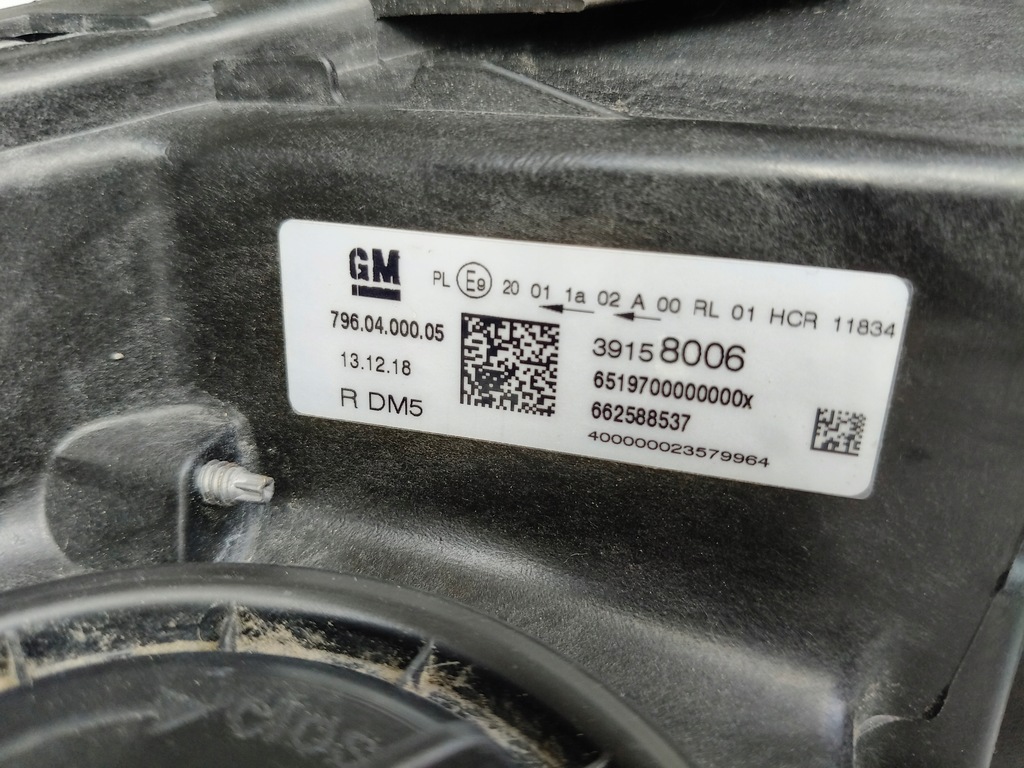 GM
PL E9 20 01 1a 02 A 00 RL 01 HCR 11834
796.04.000.05
13.12.18
R DM5
39158006
6519700000000x
662588537
400000023579964